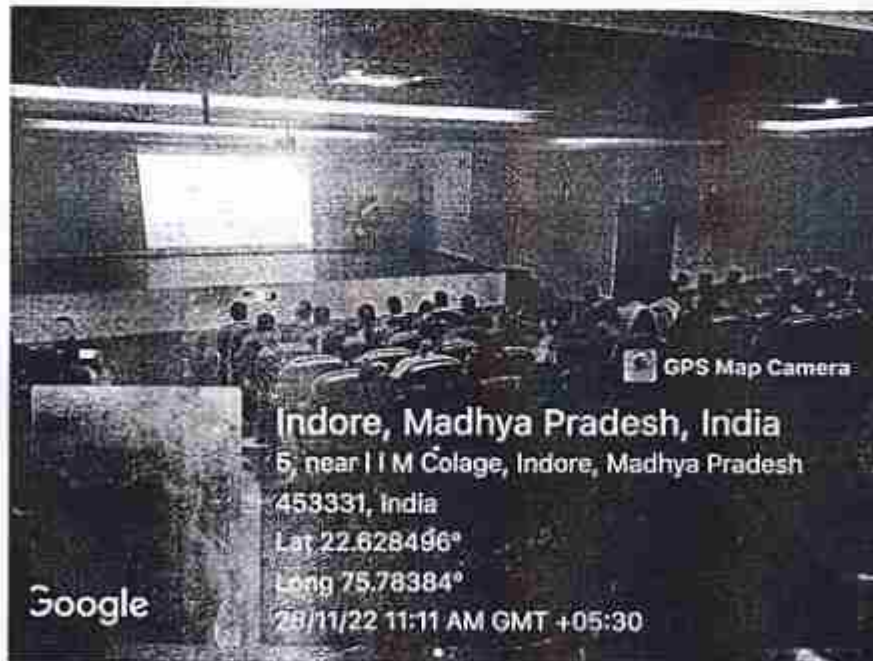 GPS Map Camera
Indore, Madhya Pradesh, India
5, near I I M Colage, Indore, Madhya Pradesh
453331, India
Lat 22.628496°
Long 75.78384°
28/11/22 11:11 AM GMT +05:30
Google